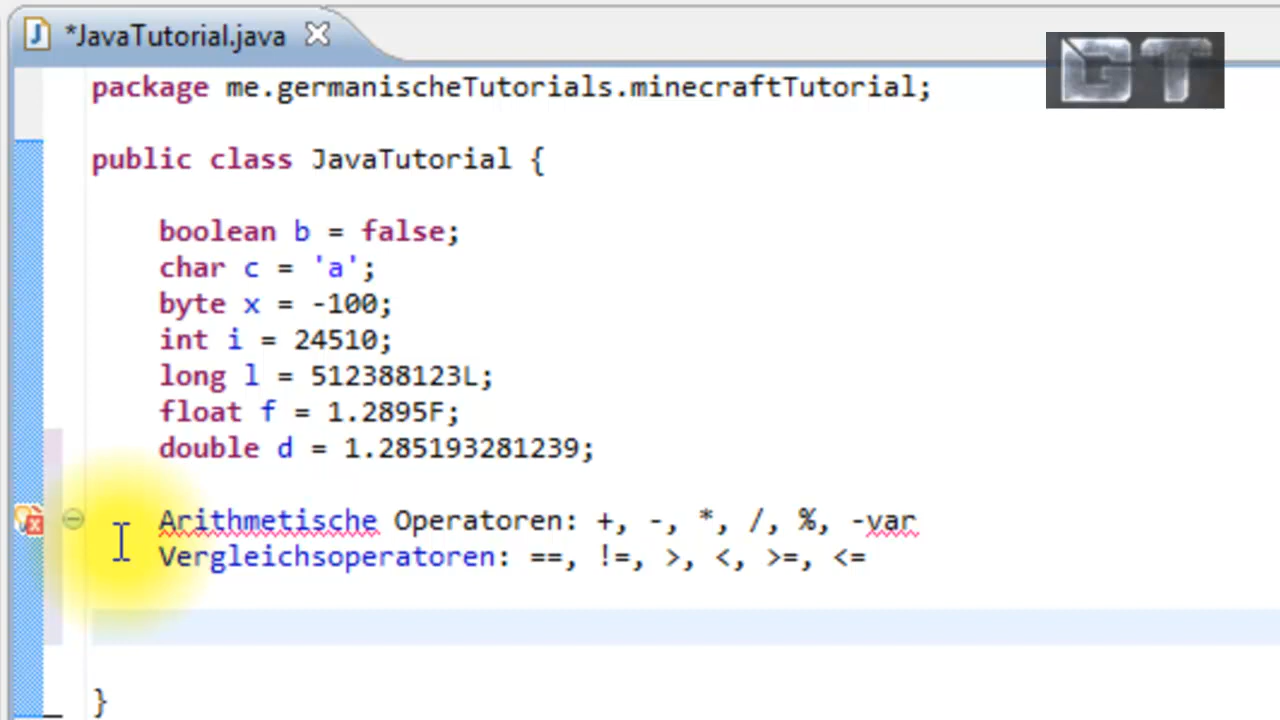 *JavaTutorial.java
GT
package me.germanischeTutorials.minecraftTutorial;
public class JavaTutorial {
boolean b = false;
char c = 'a';
byte x = -100;
int i = 24510;
long l = 512388123L;
float f = 1.2895F;
double d = 1.285193281239;
Arithmetische Operatoren: +, -, *, /, %, -var
Vergleichsoperatoren: ==, !=, >, <, >=, <=
}